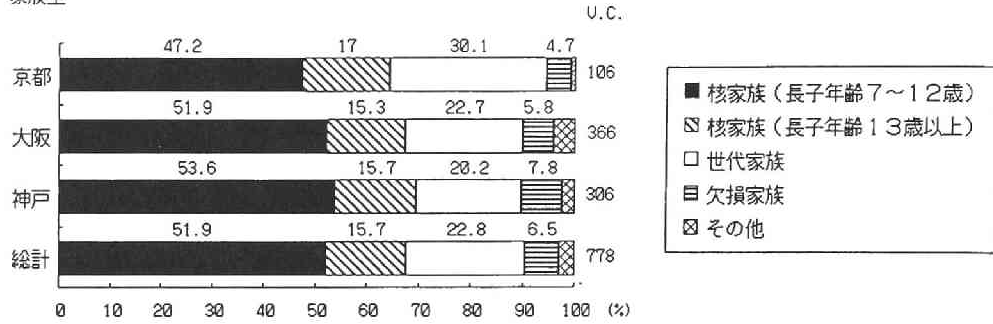 V.C.
47.2 17 30.1 4.7
京都 106
51.9 15.3 22.7 5.8
大阪 366
53.6 15.7 20.2 7.8
神戸 306
51.9 15.7 22.8 6.5
総計 778
0 10 20 30 40 50 60 70 80 90 100 (%)
核家族(長子年齢7~12歳)
核家族(長子年齢13歳以上)
世代家族
欠損家族
その他